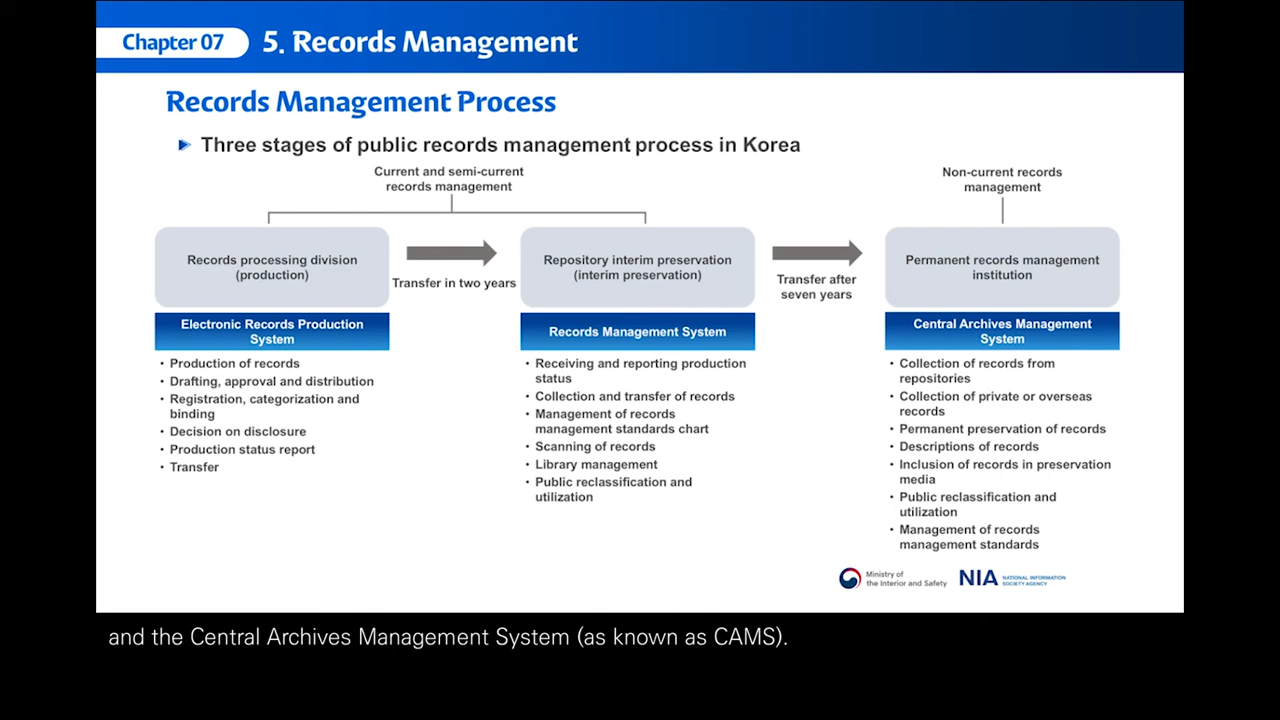 Chapter 07
5. Records Management
Records Management Process
Three stages of public records management process in Korea
Current and semi-current
records management
Non-current records
management
Records processing division
(production)
Transfer in two years
Repository interim preservation
(interim preservation)
Transfer after
seven years
Permanent records management
institution
Electronic Records Production
System
• Production of records
• Drafting, approval and distribution
• Registration, categorization and
binding
• Decision on disclosure
• Production status report
• Transfer
Records Management System
• Receiving and reporting production
status
• Collection and transfer of records
• Management of records
management standards chart
• Scanning of records
• Library management
• Public reclassification and
utilization
Central Archives Management
System
• Collection of records from
repositories
• Collection of private or overseas
records
• Permanent preservation of records
• Descriptions of records
• Inclusion of records in preservation
media
• Public reclassification and
utilization
• Management of records
management standards
Ministry of
the Interior and Safety
NIA
NATIONAL INFORMATION
SOCIETY AGENCY
and the Central Archives Management System (as known as CAMS).